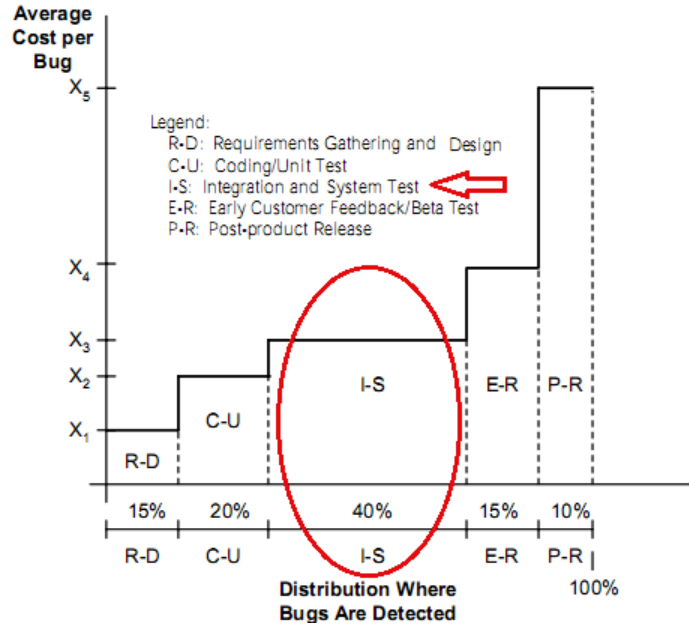 Average
Cost per
Bug
X5
Legend:
R-D: Requirements Gathering and Design
C-U: Coding/Unit Test
I-S: Integration and System Test
E-R: Early Customer Feedback/Beta Test
P-R: Post-product Release
X4
X3
X2
I-S E-R P-R
C-U
X1
R-D
15% 20% 40% 15% 10%
R-D C-U I-S E-R P-R
100%
Distribution Where
Bugs Are Detected